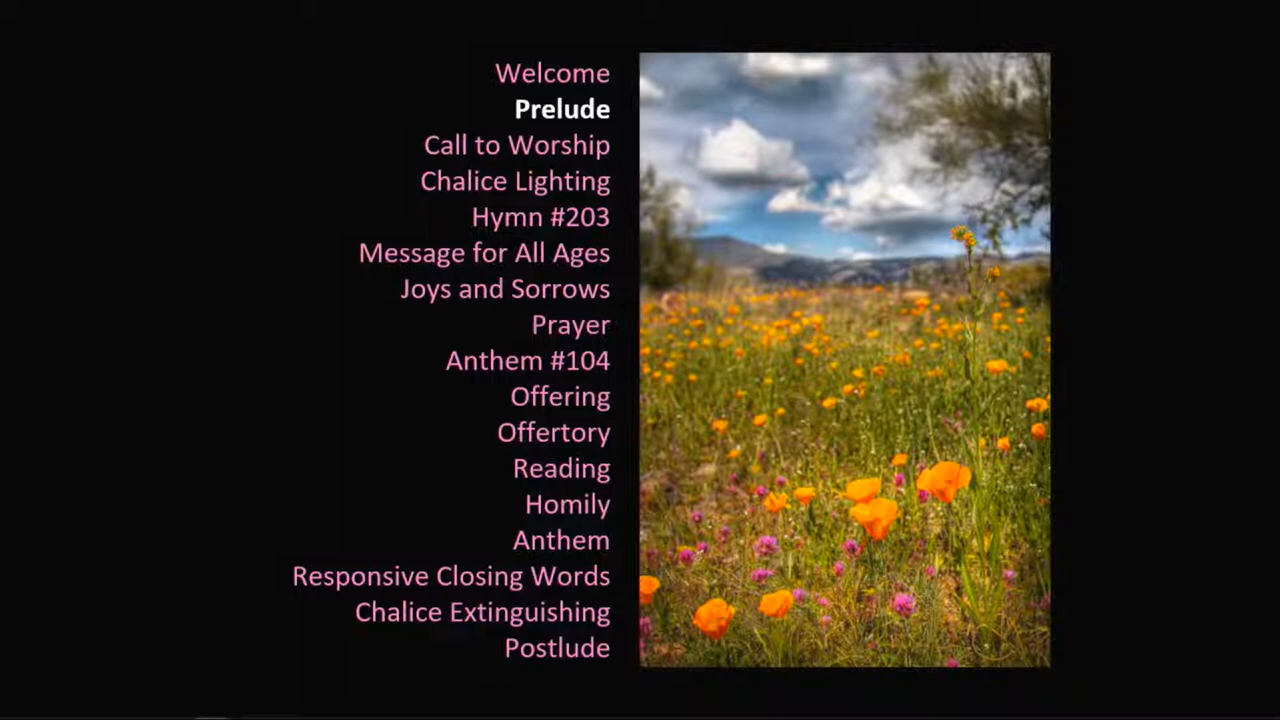 Welcome
Prelude
Call to Worship
Chalice Lighting
Hymn #203
Message for All Ages
Joys and Sorrows
Prayer
Anthem #104
Offering
Offertory
Reading
Homily
Anthem
Responsive Closing Words
Chalice Extinguishing
Postlude